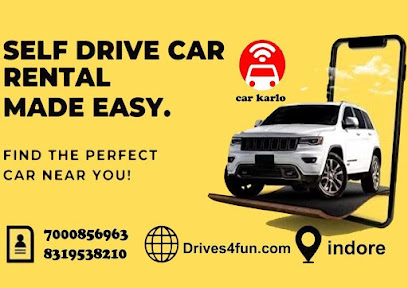 SELF DRIVE CAR
RENTAL
MADE EASY.
car karlo
FIND THE PERFECT
CAR NEAR YOU!
7000856963
8319538210
Drives4fun.com
indore